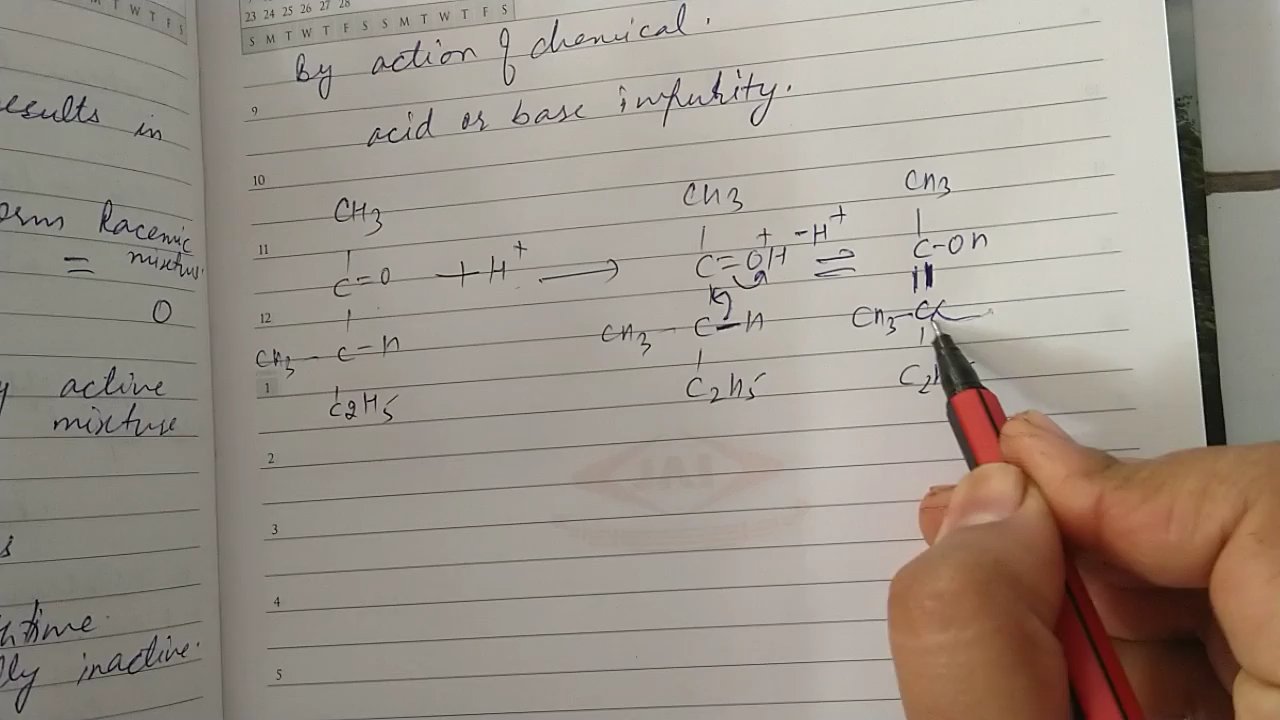 M T W T F S
23 24 25 26 27 28
S M T W T F S S M T W T F S
By action of chemical.
acid or base impurity.
9
10
11
12
1
2
3
4
5
CH3 CH3 CH3
C=O + H+ → C=OH+ -H+ ⇌ C-OH
CH3 - C-H CH3 - C-H CH3-C
C2H5 C2H5
esults in
Racemic
= mixture.
0
active
mixture
inactive.